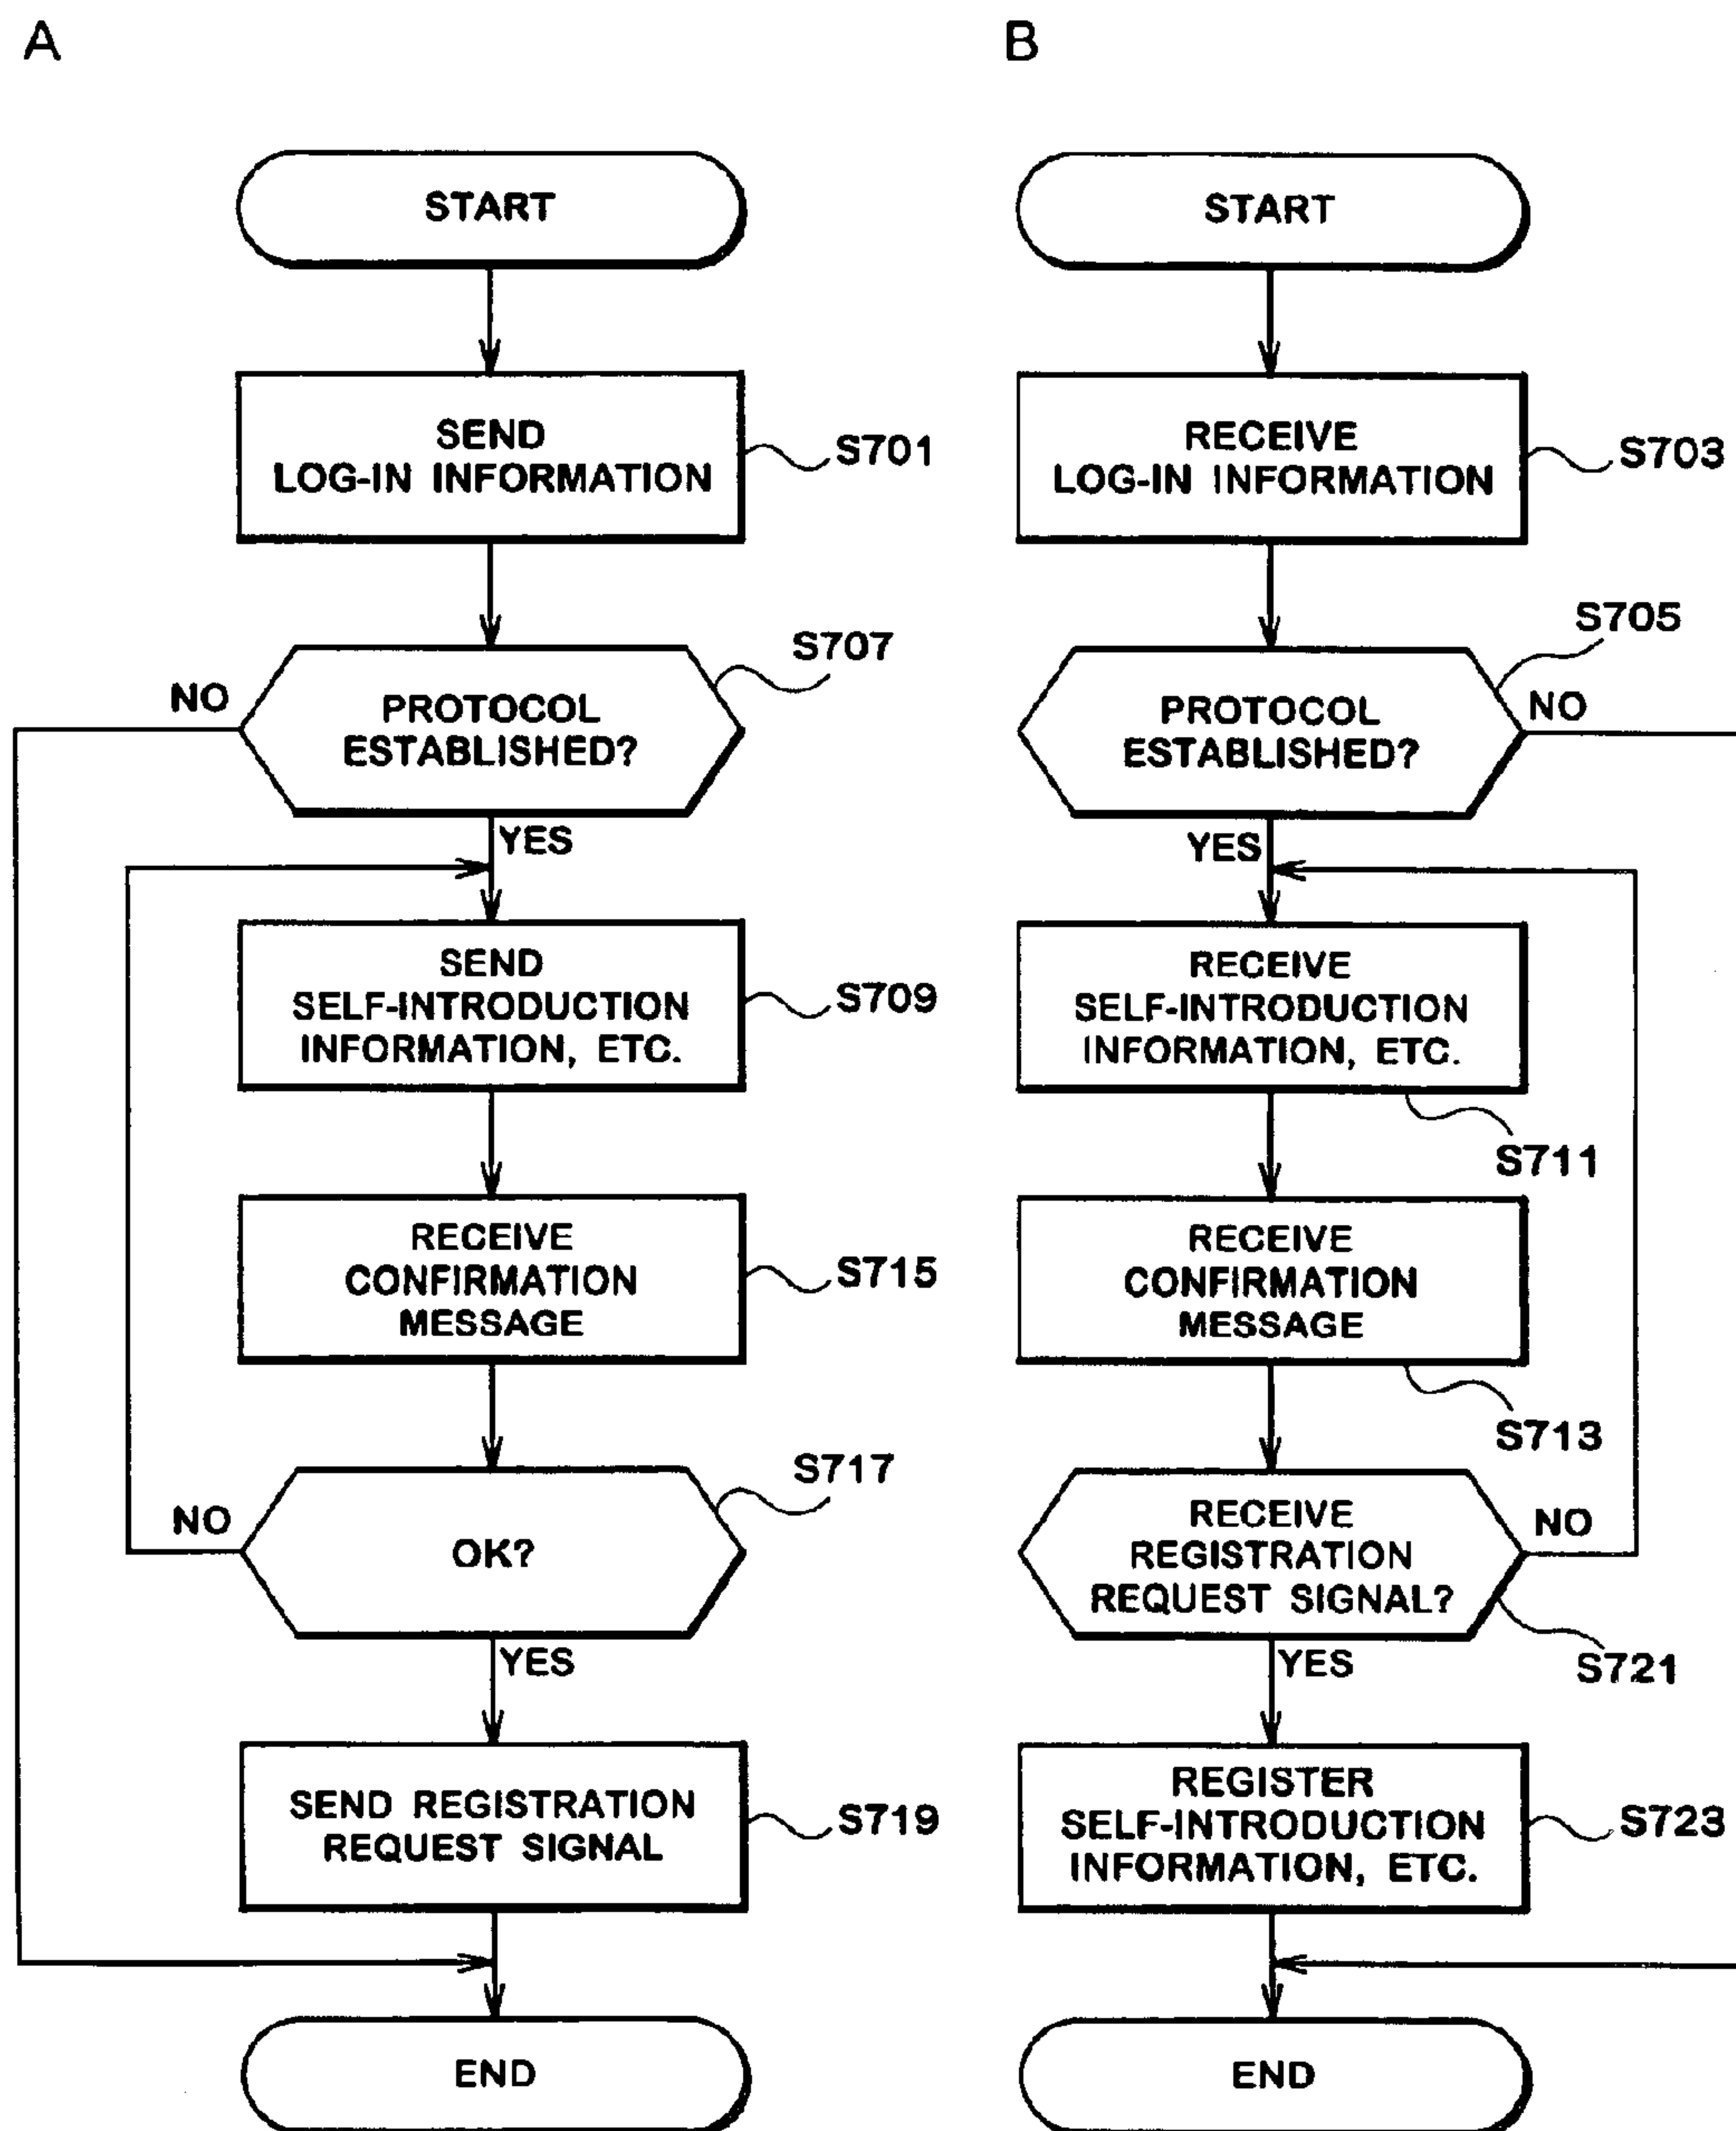 A
START
SEND
LOG-IN INFORMATION
S701
S707
NO
PROTOCOL
ESTABLISHED?
YES
SEND
SELF-INTRODUCTION
INFORMATION, ETC.
S709
RECEIVE
CONFIRMATION
MESSAGE
S715
S717
NO
OK?
YES
SEND REGISTRATION
REQUEST SIGNAL
S719
END
B
START
RECEIVE
LOG-IN INFORMATION
S703
S705
NO
PROTOCOL
ESTABLISHED?
YES
RECEIVE
SELF-INTRODUCTION
INFORMATION, ETC.
S711
RECEIVE
CONFIRMATION
MESSAGE
S713
RECEIVE
REGISTRATION
REQUEST SIGNAL?
NO
S721
YES
REGISTER
SELF-INTRODUCTION
INFORMATION, ETC.
S723
END